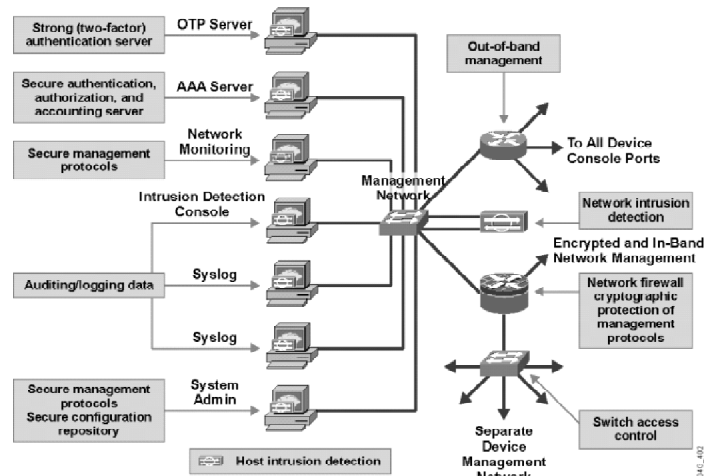 Strong (two-factor)
authentication server
OTP Server
Secure authentication,
authorization, and
accounting server
AAA Server
Secure management
protocols
Network
Monitoring
Intrusion Detection
Console
Auditing/logging data
Syslog
Syslog
Secure management
protocols
Secure configuration
repository
System
Admin
Host intrusion detection
Management
Network
Out-of-band
management
To All Device
Console Ports
Network intrusion
detection
Encrypted and In-Band
Network Management
Network firewall
cryptographic
protection of
management
protocols
Switch access
control
Separate
Device
Management
Network